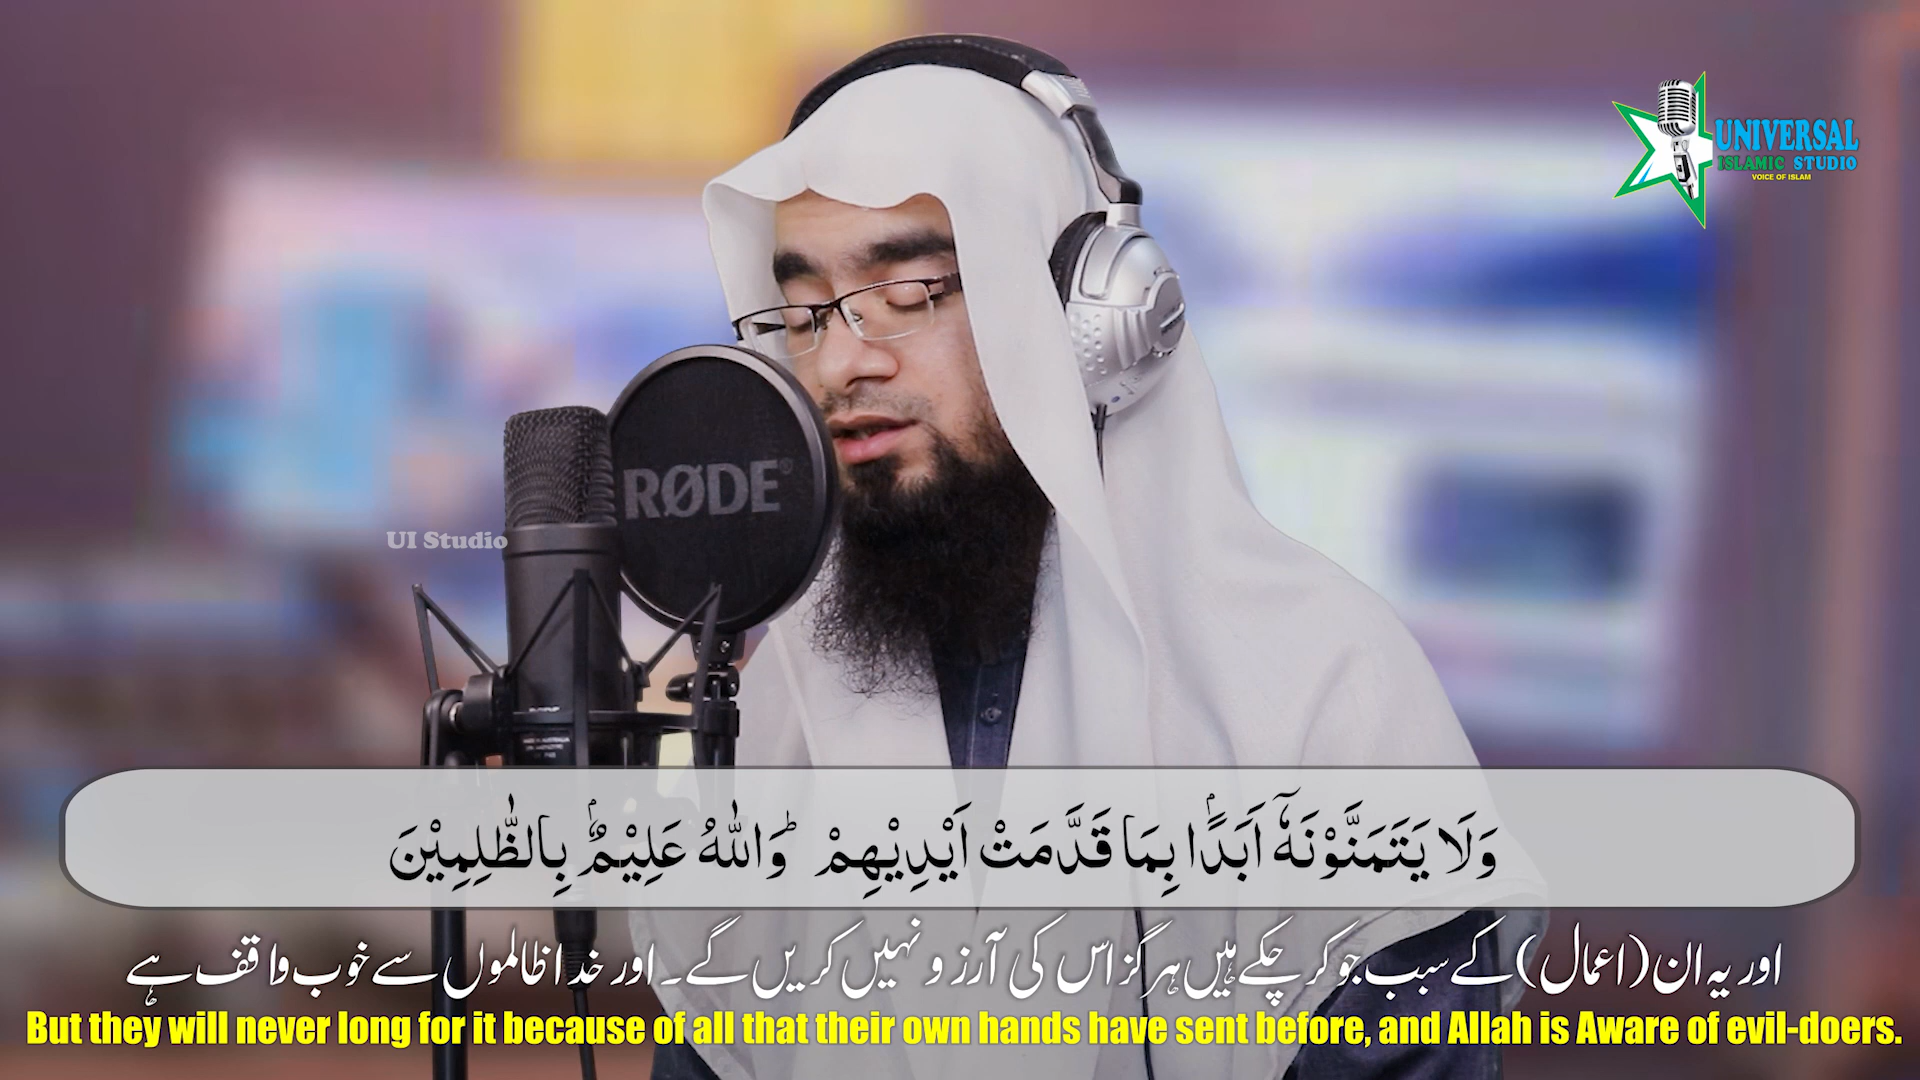 UNIVERSAL
ISLAMIC STUDIO
VOICE OF ISLAM
RØDE®
UI Studio
وَلَا يَتَمَنَّوْنَهٗۤ اَبَدًۢا بِمَا قَدَّمَتْ اَيْدِيْهِمْ ؕ وَاللّٰهُ عَلِيْمٌۢ بِالظّٰلِمِيْنَ
اور یہ ان (اعمال) کے سبب جو کرچکے ہیں ہرگز اس کی آرزو نہیں کریں گے۔ اور خدا ظالموں سے خوب واقف ہے
But they will never long for it because of all that their own hands have sent before, and Allah is Aware of evil-doers.